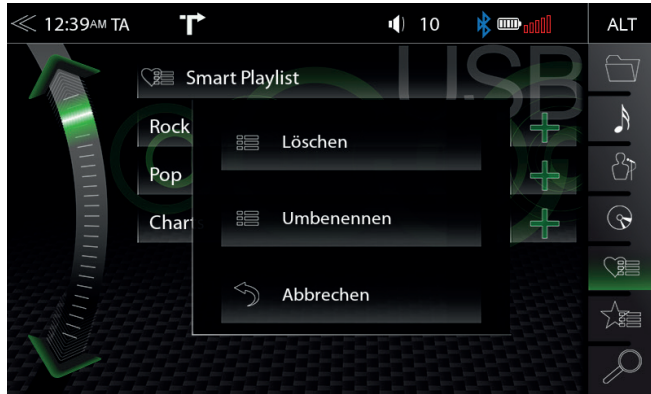 12:39AM TA 10 ALT
USB
Smart Playlist
Rock
Löschen
Pop
Umbenennen
Charts
Abbrechen